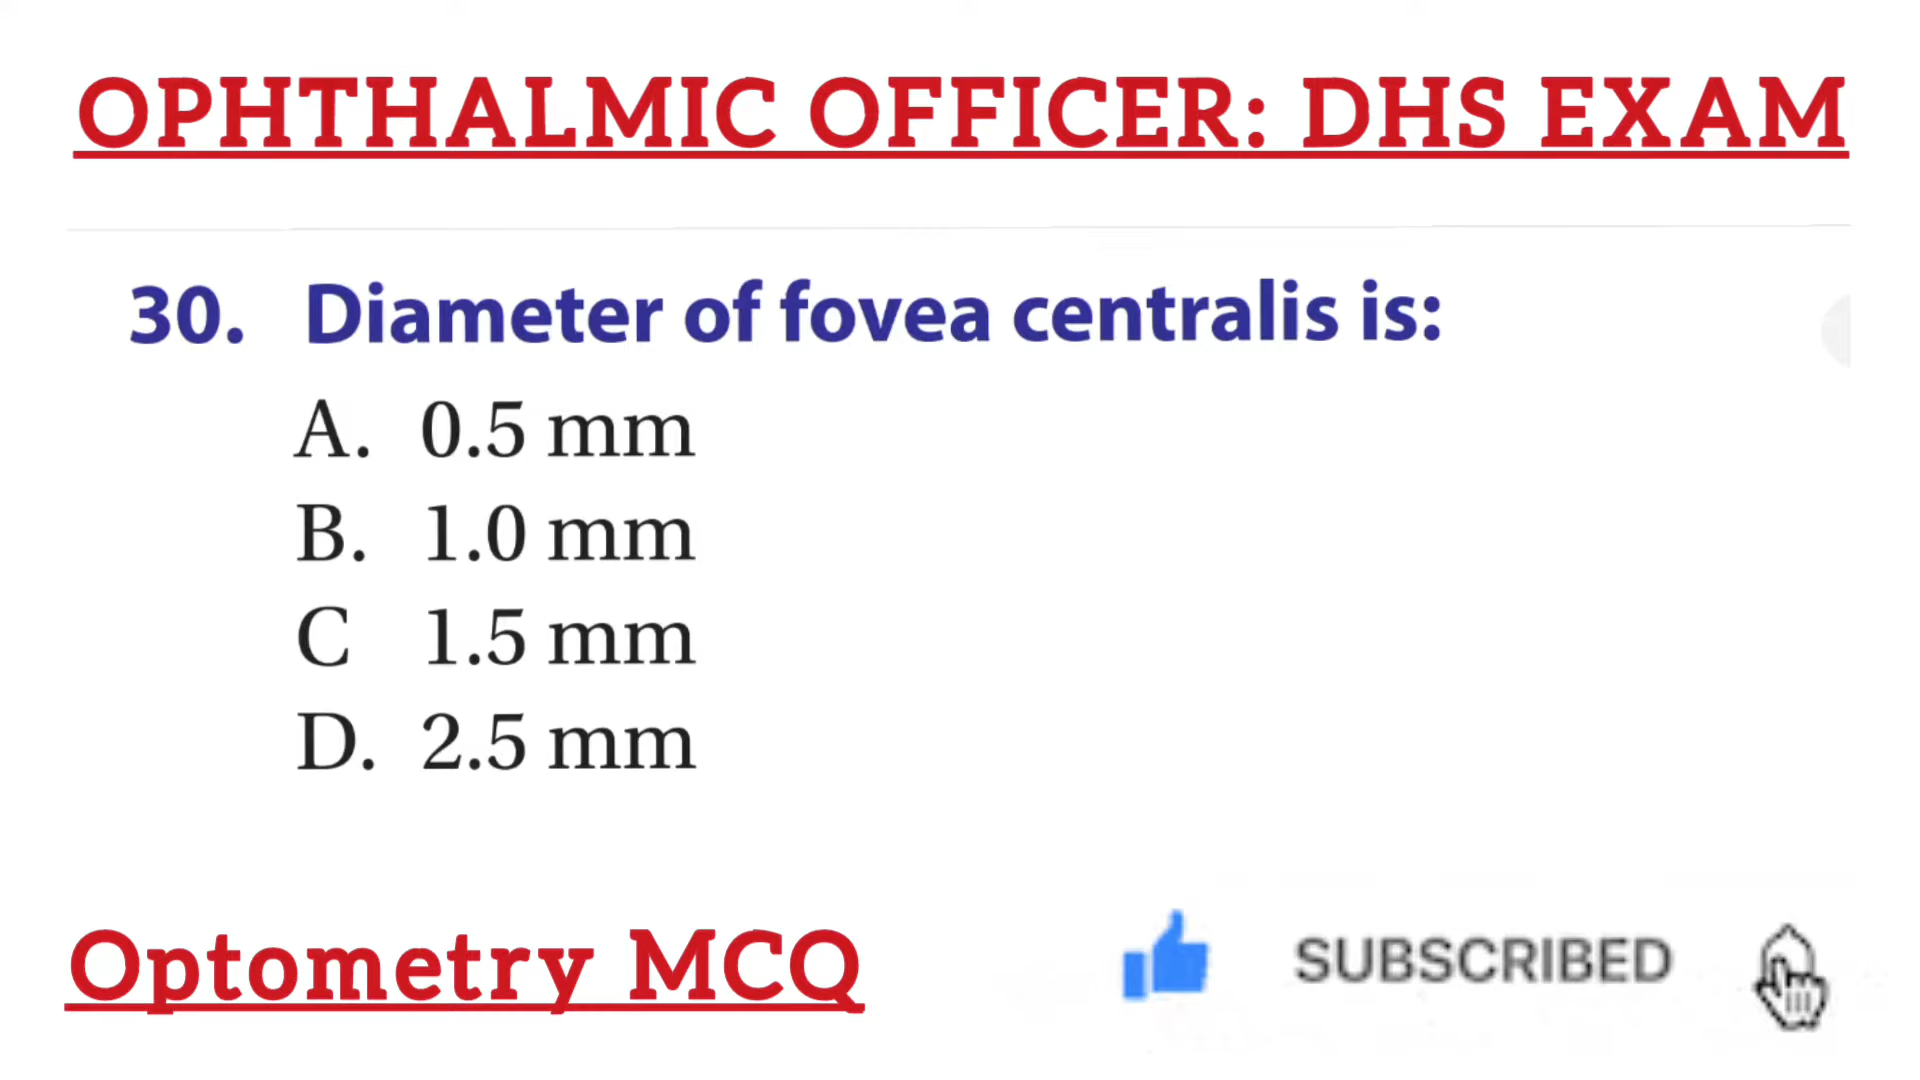 OPHTHALMIC OFFICER: DHS EXAM
30. Diameter of fovea centralis is:
A. 0.5 mm
B. 1.0 mm
C 1.5 mm
D. 2.5 mm
Optometry MCQ
SUBSCRIBED